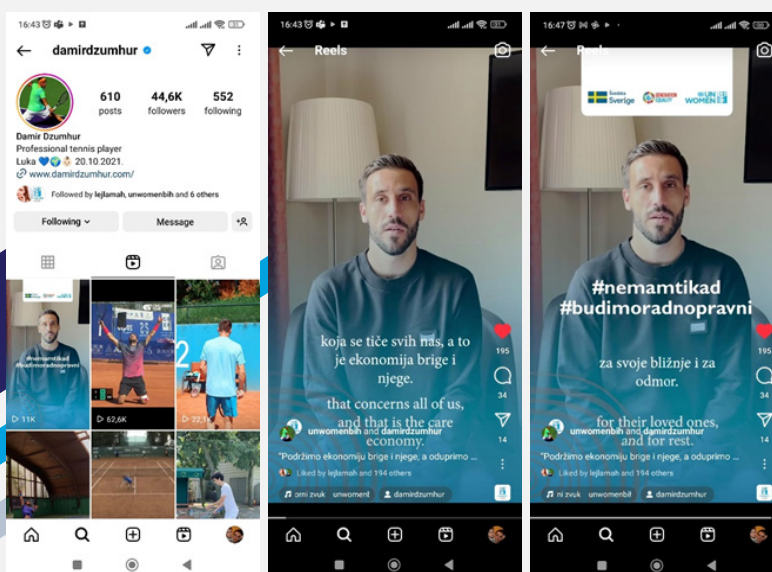 16:43
damirdzumhur
610
44,6K
552
posts
followers
following
Damir Dzumhur
Professional tennis player
Luka 💙🌍👶 20.10.2021.
www.damirdzumhur.com/
Followed by lejlamah, unwomenbih and 6 others
Following
Message
#nemamtikad
#budimoradnopravni
11K
62,6K
22,1K
16:43
Reels
koja se tiče svih nas, a to
je ekonomija brige i
njege.
that concerns all of us,
and that is the care
economy.
195
34
14
unwomenbih and damirdzumhur
"Podržimo ekonomiju brige i njege, a oduprimo ...
Liked by lejlamah and 194 others
unwomenbi
damirdzumhur
16:47
Reels
Sverige
GENERATION
EQUALITY
UN
WOMEN
#nemamtikad
#budimoradnopravni
za svoje bližnje i za
odmor.
for their loved ones,
and for rest.
195
34
14
unwomenbih and damirdzumhur
"Podržimo ekonomiju brige i njege, a oduprimo ...
Liked by lejlamah and 194 others
ni zvuk unwomenbil
damirdzumhur